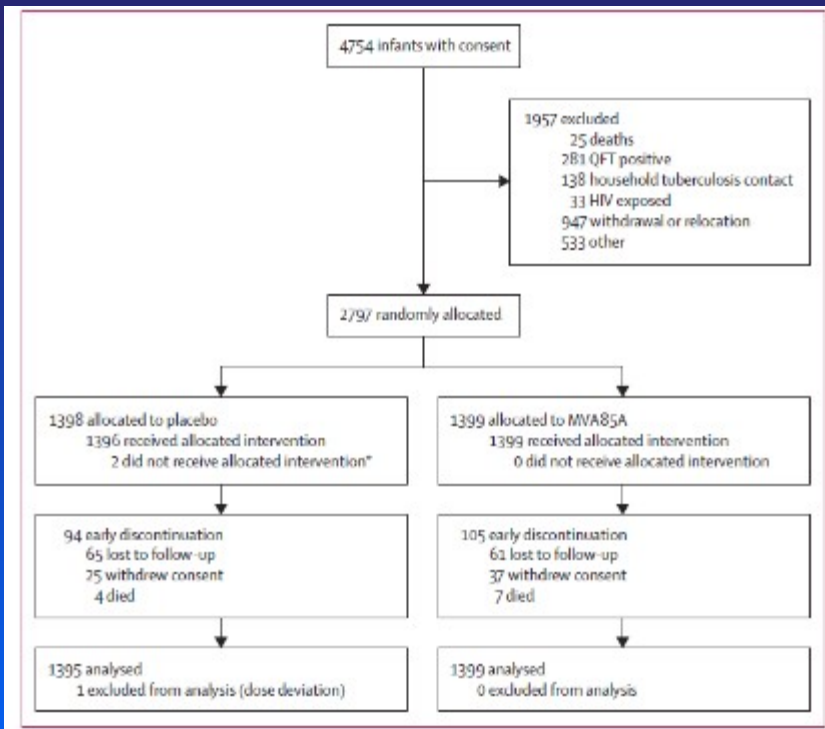 4754 infants with consent
1957 excluded
25 deaths
281 QFT positive
138 household tuberculosis contact
33 HIV exposed
947 withdrawal or relocation
533 other
2797 randomly allocated
1398 allocated to placebo
1396 received allocated intervention
2 did not receive allocated intervention*
1399 allocated to MVA85A
1399 received allocated intervention
0 did not receive allocated intervention
94 early discontinuation
65 lost to follow-up
25 withdrew consent
4 died
105 early discontinuation
61 lost to follow-up
37 withdrew consent
7 died
1395 analysed
1 excluded from analysis (dose deviation)
1399 analysed
0 excluded from analysis